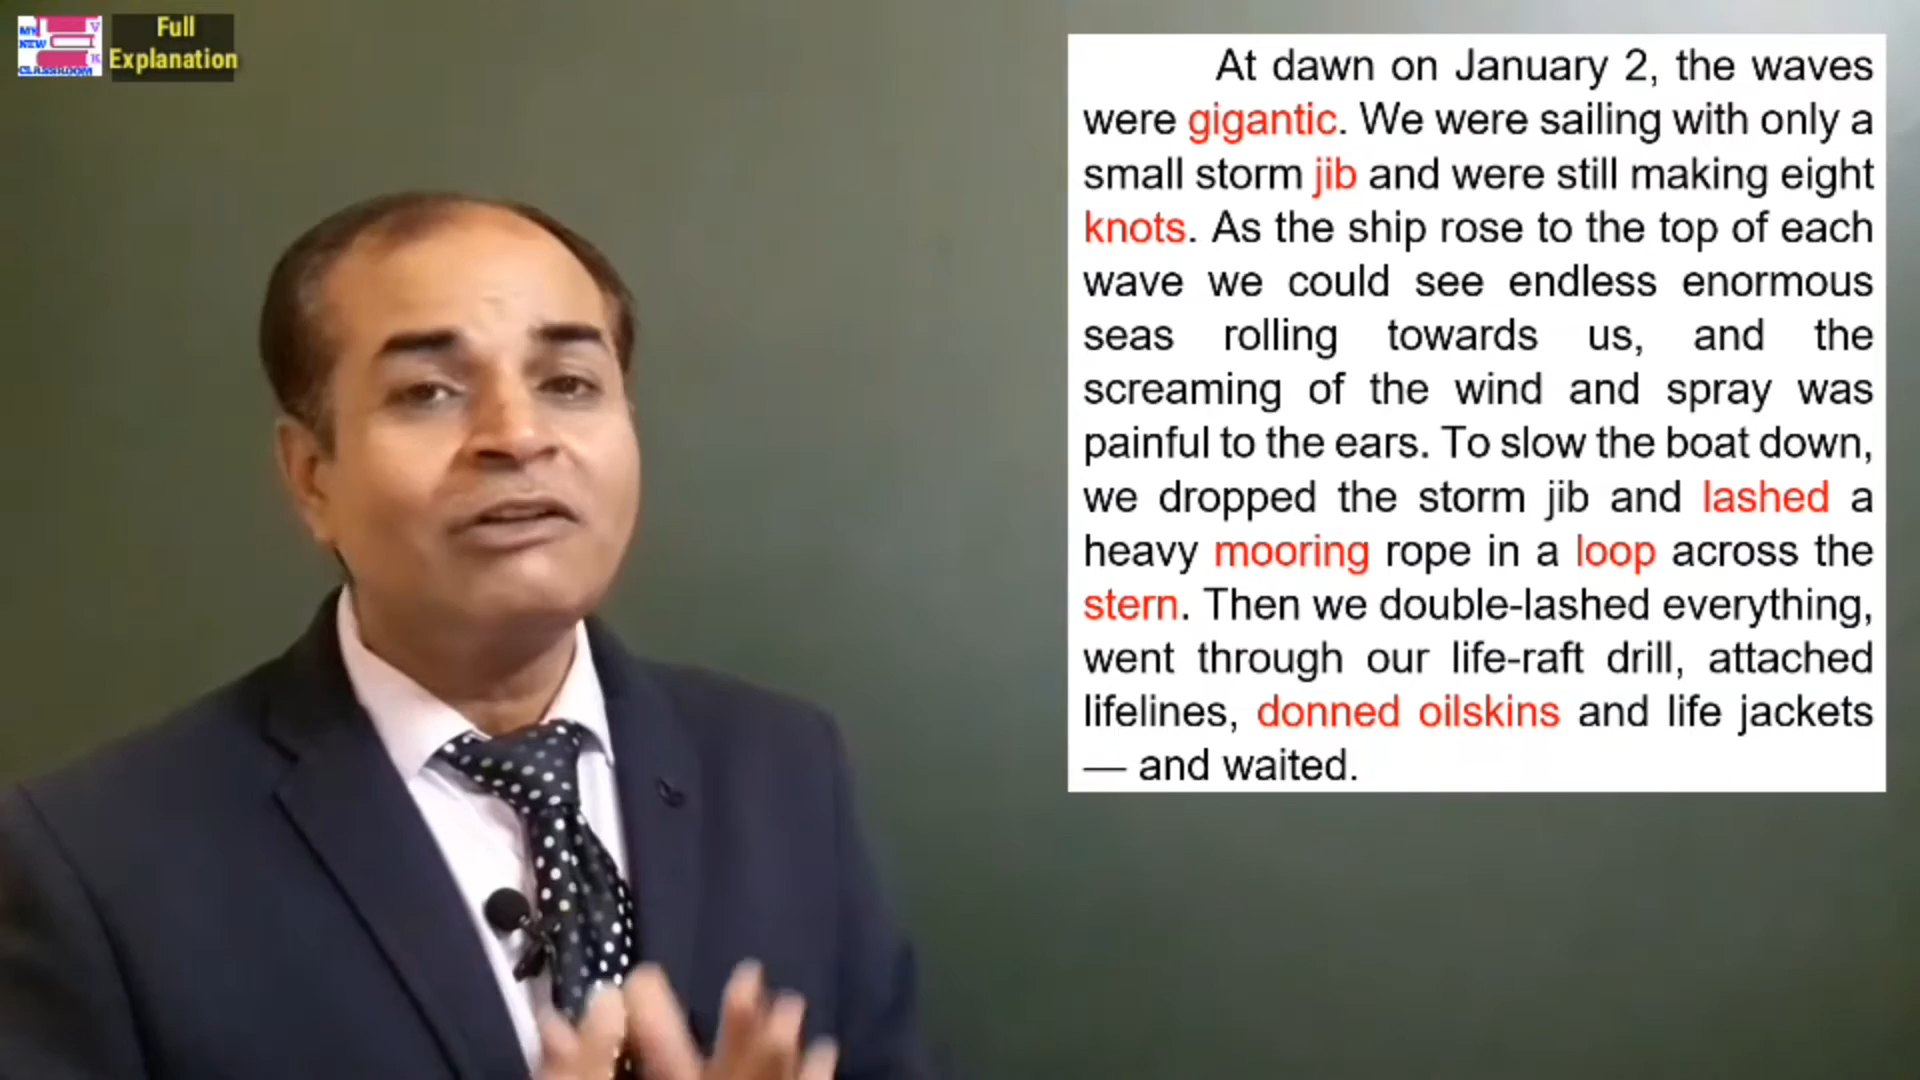 MY
NEW
CLASSROOM
V
K
Full
Explanation
At dawn on January 2, the waves
were gigantic. We were sailing with only a
small storm jib and were still making eight
knots. As the ship rose to the top of each
wave we could see endless enormous
seas rolling towards us, and the
screaming of the wind and spray was
painful to the ears. To slow the boat down,
we dropped the storm jib and lashed a
heavy mooring rope in a loop across the
stern. Then we double-lashed everything,
went through our life-raft drill, attached
lifelines, donned oilskins and life jackets
— and waited.